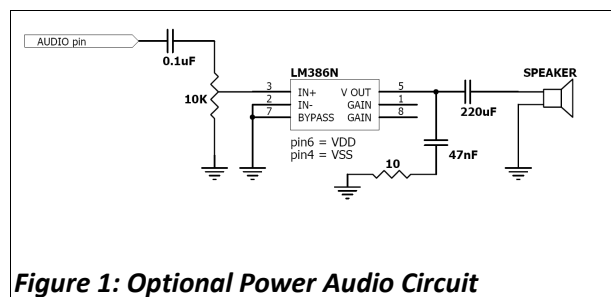 AUDIO pin
0.1uF
10K
LM386N
3 IN+ V OUT 5
2 IN- GAIN 1
7 BYPASS GAIN 8
pin6 = VDD
pin4 = VSS
220uF
SPEAKER
47nF
10
Figure 1: Optional Power Audio Circuit